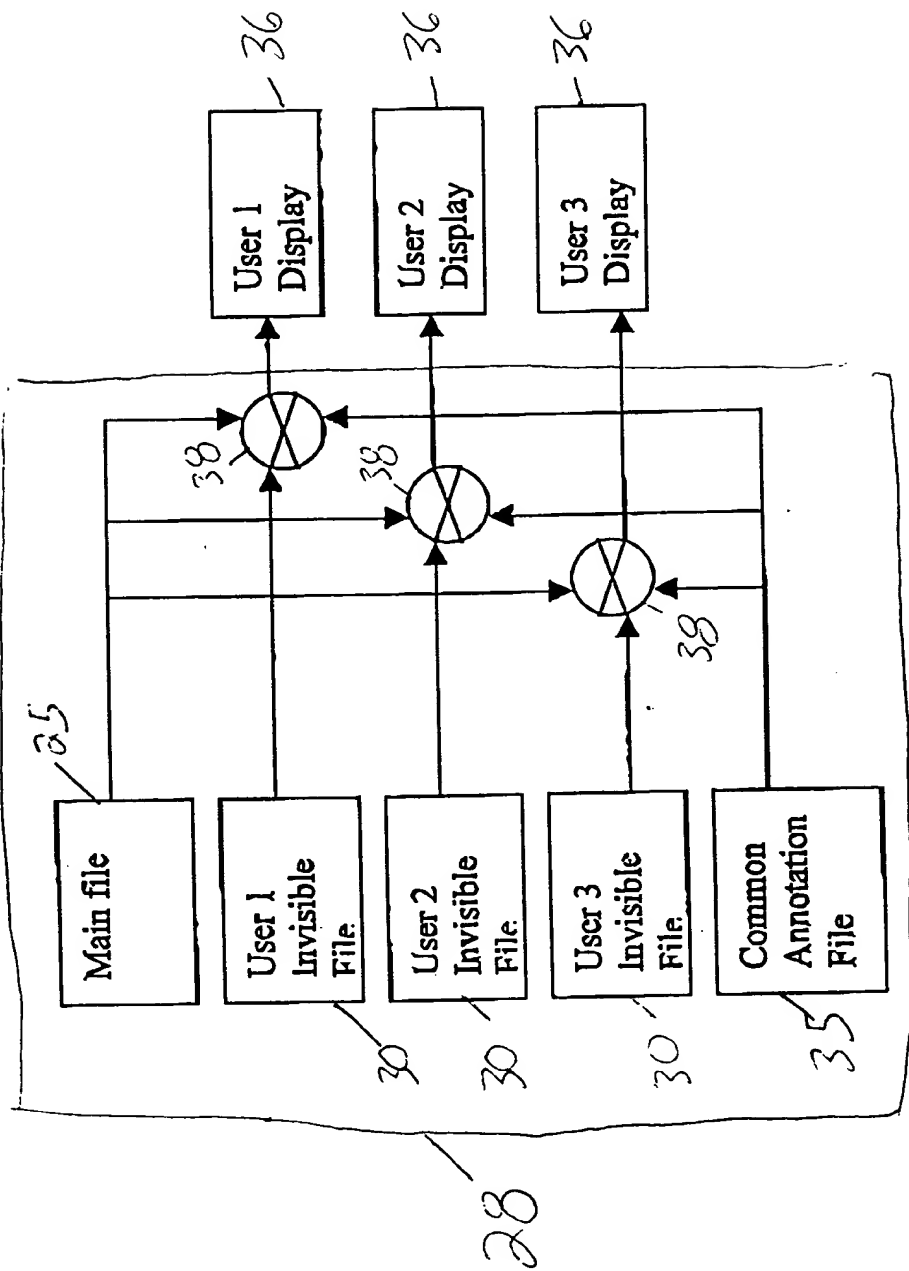 28
Main file
25
User 1
Invisible
File.
30
User 2
Invisible
File.
30
User 3
Invisible
File.
30
Common
Annotation
File
35
38
38
38
User 1
Display
36
User 2
Display
36
User 3
Display
36